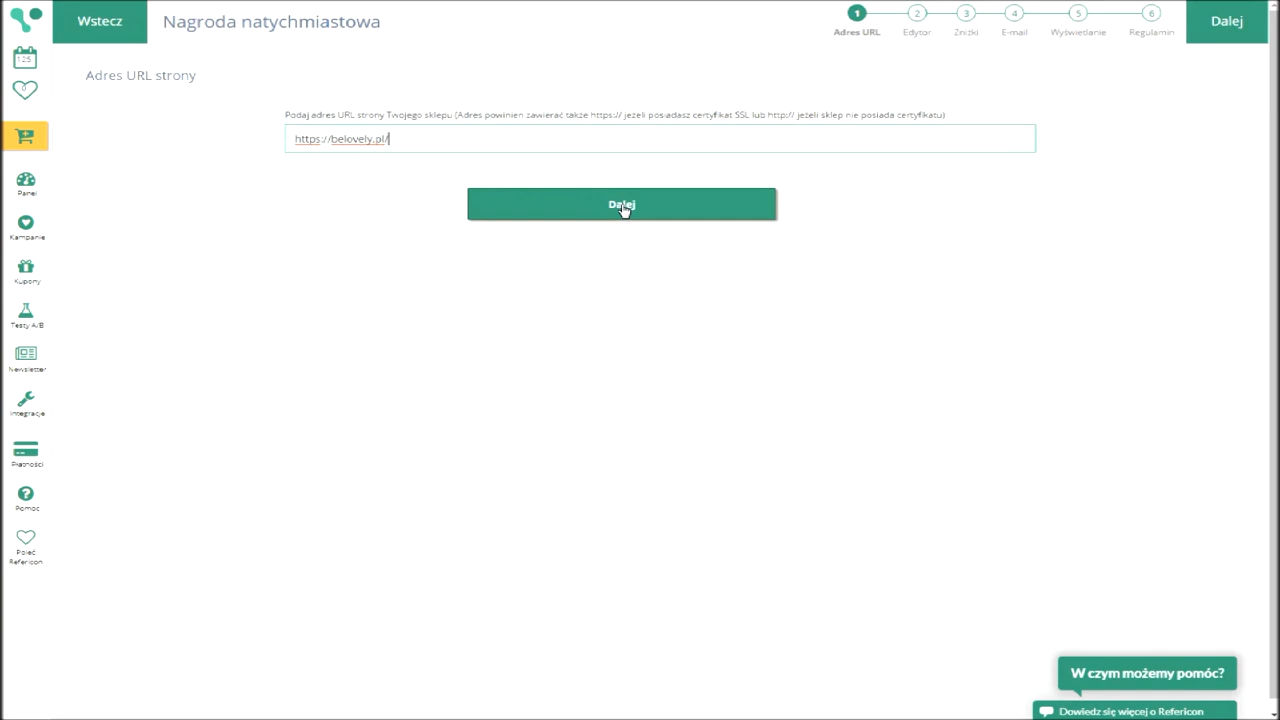 Wstecz
Nagroda natychmiastowa
1
2
3
4
5
6
Adres URL
Edytor
Zniżki
E-mail
Wyświetlanie
Regulamin
Dalej
125
Adres URL strony
Podaj adres URL strony Twojego sklepu (Adres powinien zawierać także https:// jeżeli posiadasz certyfikat SSL lub http:// jeżeli sklep nie posiada certyfikatu)
https://belovely.pl/
Dalej
Panel
Kampanie
Kupony
Testy A/B
Newsletter
Integracje
Płatności
Pomoc
Poleć
Refericon
W czym możemy pomóc?
Dowiedz się więcej o Refericon